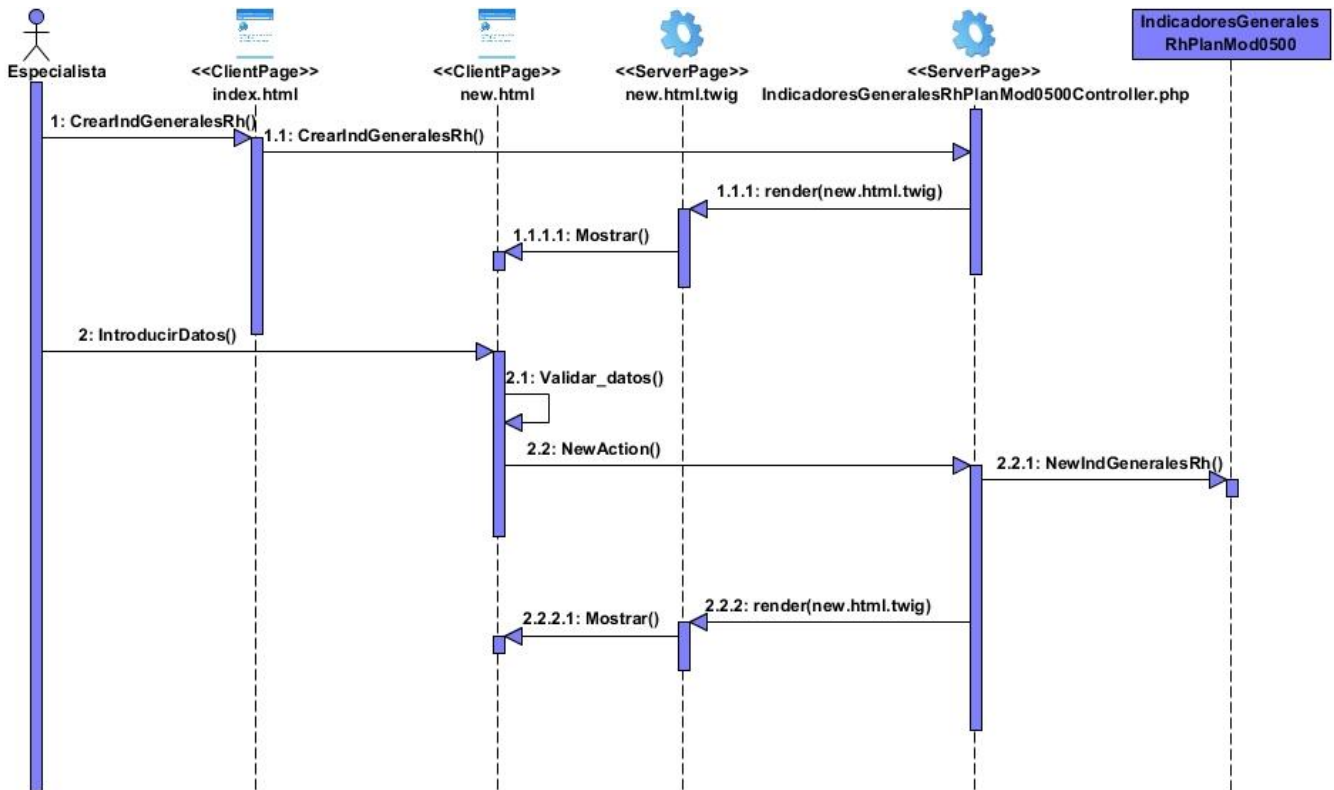 IndicadoresGenerales
RhPlanMod0500
Especialista
<<ClientPage>>
index.html
<<ClientPage>>
new.html
<<ServerPage>>
new.html.twig
<<ServerPage>>
IndicadoresGeneralesRhPlanMod0500Controller.php
1: CrearIndGeneralesRh()
1.1: CrearIndGeneralesRh()
1.1.1: render(new.html.twig)
1.1.1.1: Mostrar()
2: IntroducirDatos()
2.1: Validar_datos()
2.2: NewAction()
2.2.1: NewIndGeneralesRh()
2.2.2: render(new.html.twig)
2.2.2.1: Mostrar()